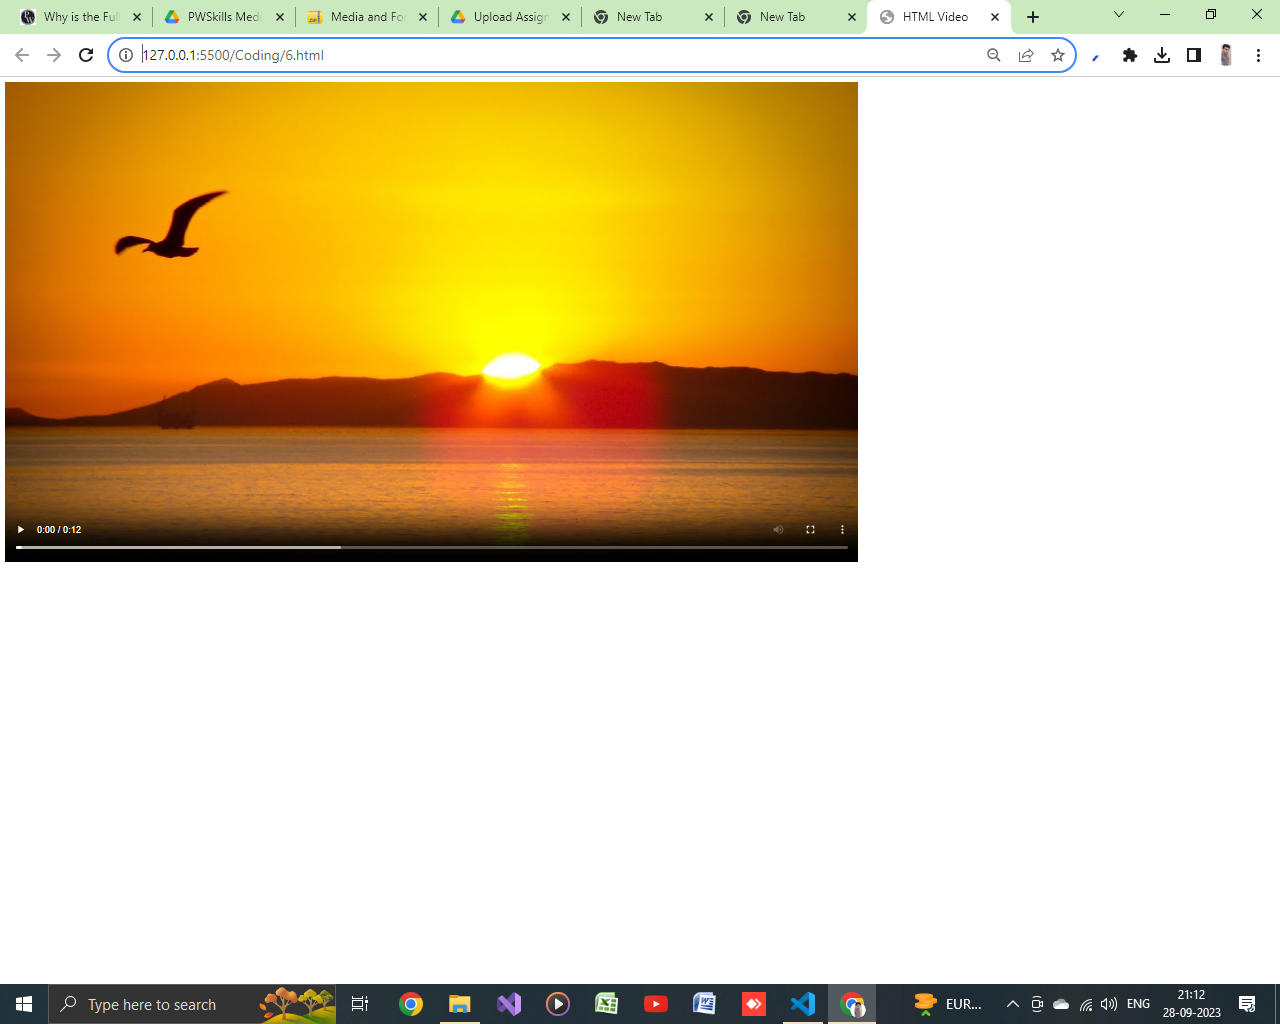 Why is the Full
PWSkills Medi
Media and For
Upload Assign
New Tab
New Tab
HTML Video
127.0.0.1:5500/Coding/6.html
0:00 / 0:12
Type here to search
EUR...
ENG
21:12
28-09-2023